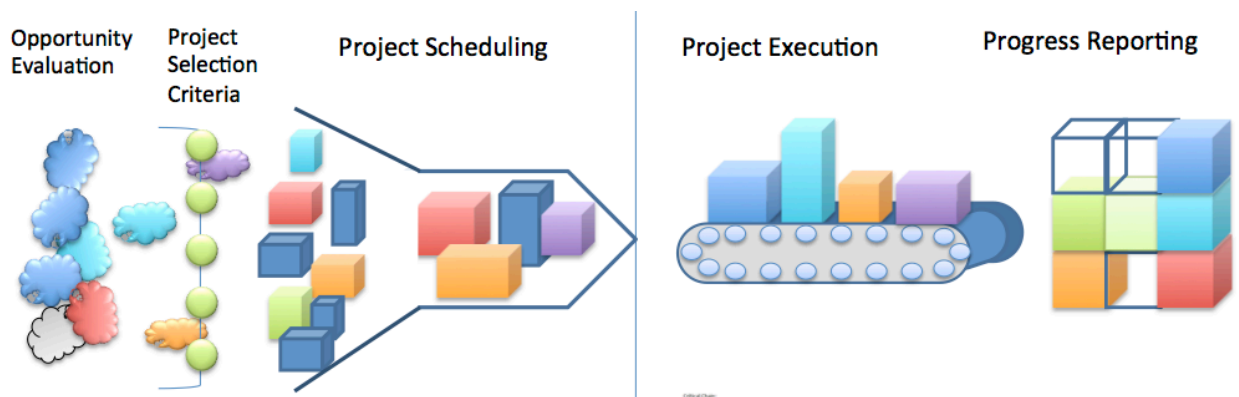 Opportunity
Evaluation
Project
Selection
Criteria
Project Scheduling
Project Execution
Progress Reporting